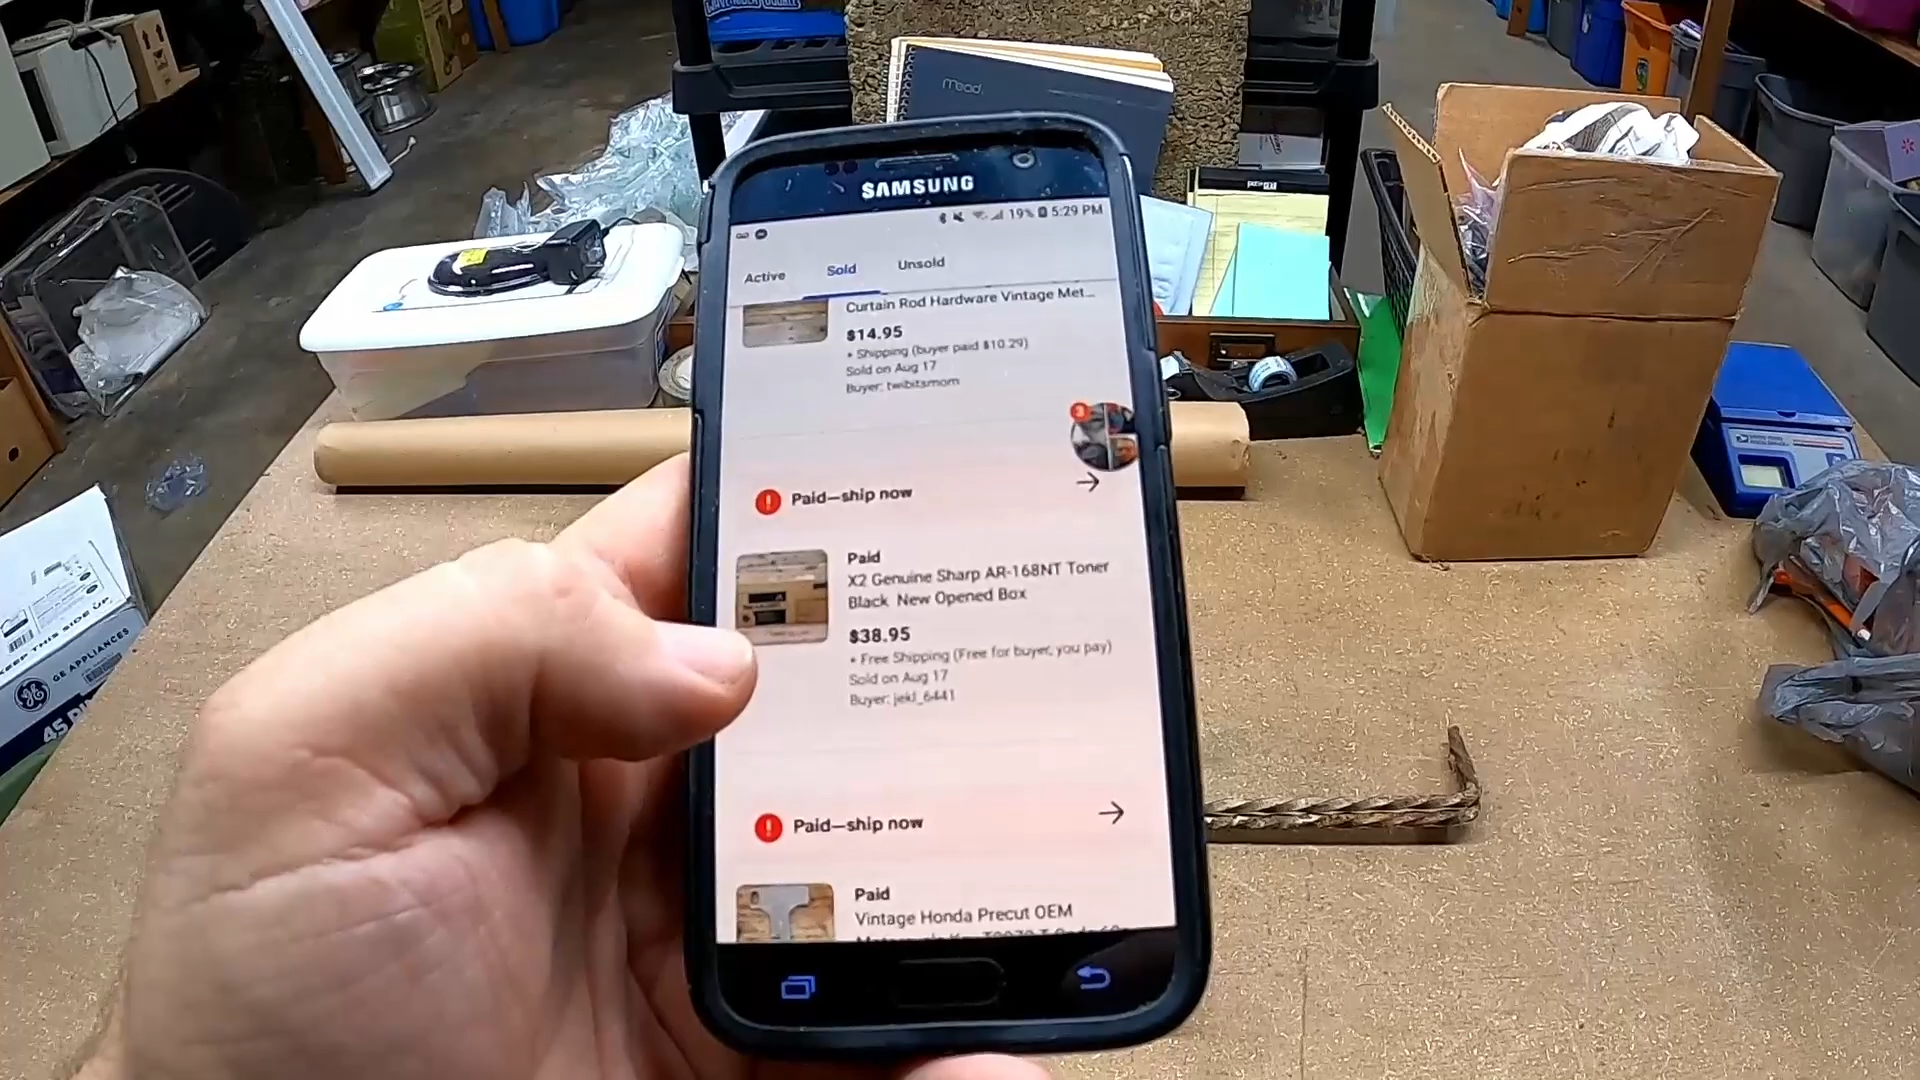 Mead
SAMSUNG
19% 5:29 PM
Active Sold Unsold
Curtain Rod Hardware Vintage Met...
$14.95
+ Shipping (buyer paid $10.29)
Sold on Aug 17
Buyer: twibitsmom
3
Paid—ship now
Paid
X2 Genuine Sharp AR-168NT Toner
Black New Opened Box
$38.95
+ Free Shipping (Free for buyer, you pay)
Sold on Aug 17
Buyer: jekl_6441
Paid—ship now
Paid
Vintage Honda Precut OEM
KEEP THIS SIDE UP
GE APPLIANCES
45